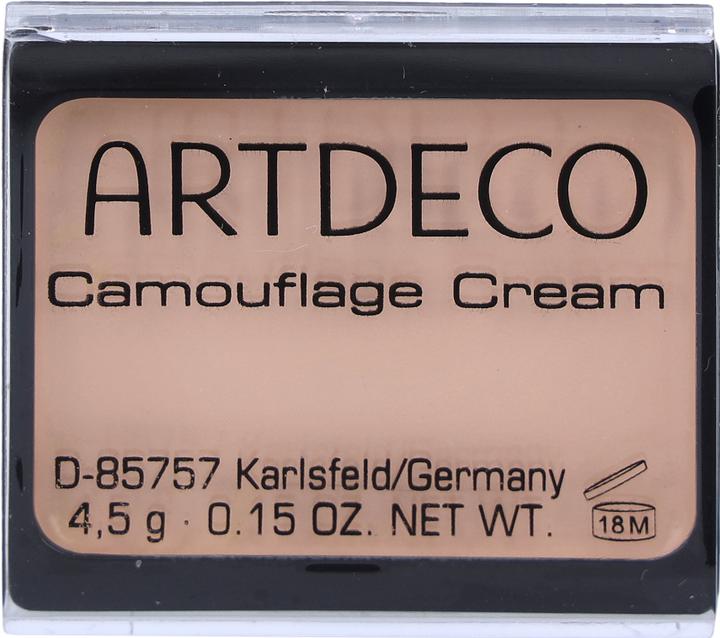 ARTDECO
Camouflage Cream
D-85757 Karlsfeld/Germany
4,5 g · 0.15 OZ. NET WT.
18M